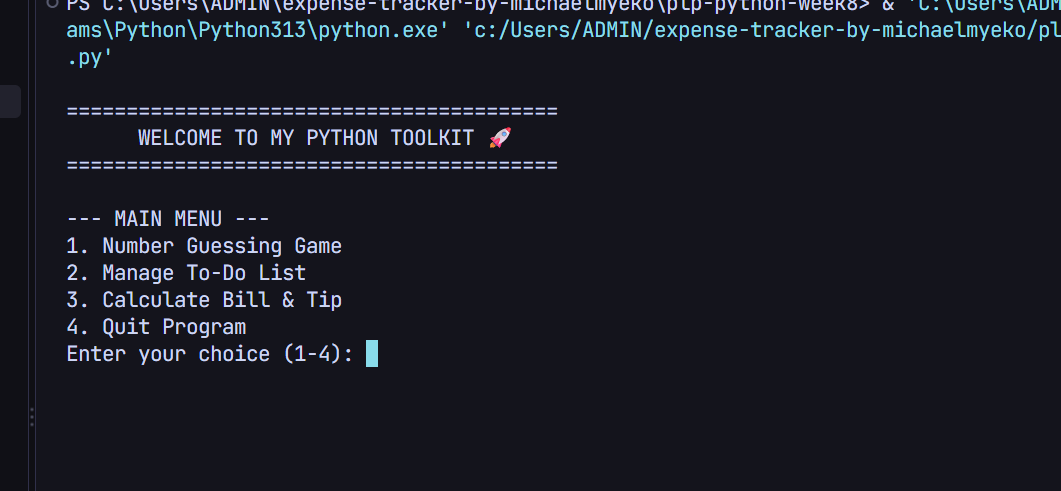 PS C:\Users\ADMIN\expense-tracker-by-michaelmyeko\plp-python-week8> & 'C:\Users\ADM
ams\Python\Python313\python.exe' 'c:/Users/ADMIN/expense-tracker-by-michaelmyeko/pl
.py'
=========================================
WELCOME TO MY PYTHON TOOLKIT 🚀
=========================================
--- MAIN MENU ---
1. Number Guessing Game
2. Manage To-Do List
3. Calculate Bill & Tip
4. Quit Program
Enter your choice (1-4):